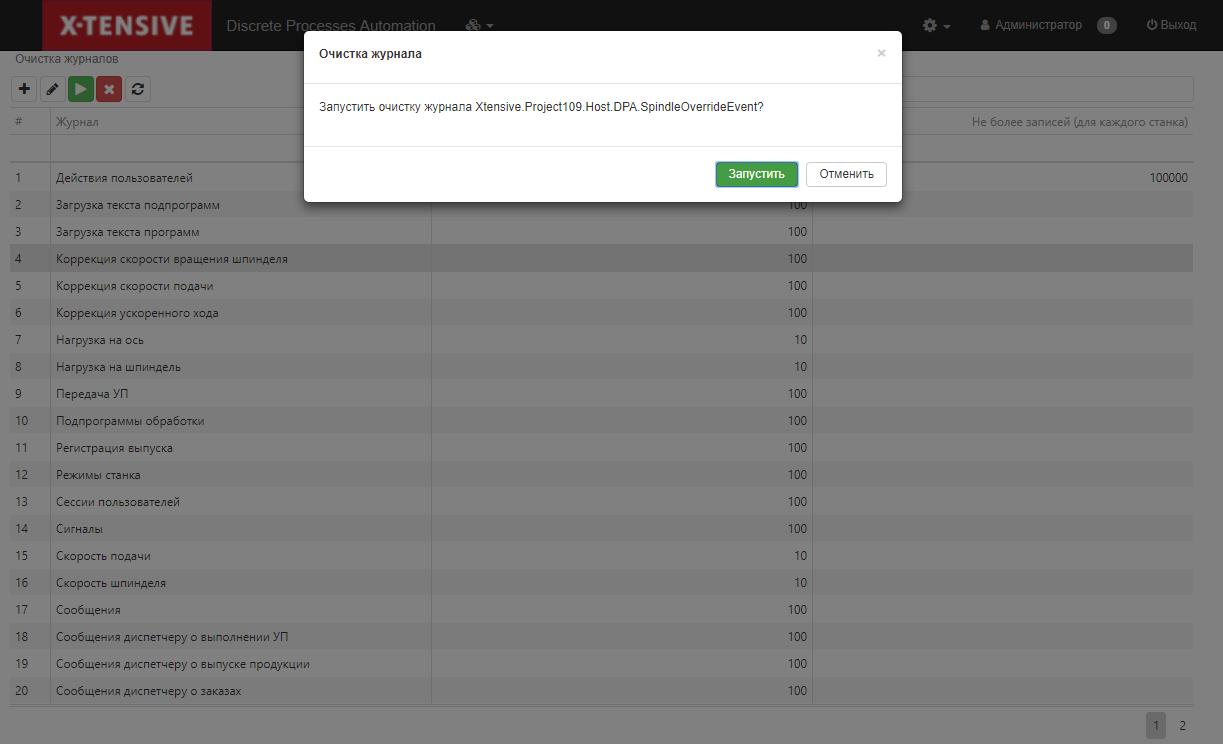 X-TENSIVE Discrete Processes Automation Администратор 0 Выход
Очистка журналов
Очистка журнала ×
Запустить очистку журнала Xtensive.Project109.Host.DPA.SpindleOverrideEvent?
Запустить Отменить
# Журнал Не более записей (для каждого станка)
1 Действия пользователей 100000
2 Загрузка текста подпрограмм 100
3 Загрузка текста программ 100
4 Коррекция скорости вращения шпинделя 100
5 Коррекция скорости подачи 100
6 Коррекция ускоренного хода 100
7 Нагрузка на ось 10
8 Нагрузка на шпиндель 10
9 Передача УП 100
10 Подпрограммы обработки 100
11 Регистрация выпуска 100
12 Режимы станка 100
13 Сессии пользователей 100
14 Сигналы 100
15 Скорость подачи 10
16 Скорость шпинделя 10
17 Сообщения 100
18 Сообщения диспетчеру о выполнении УП 100
19 Сообщения диспетчеру о выпуске продукции 100
20 Сообщения диспетчеру о заказах 100
1 2